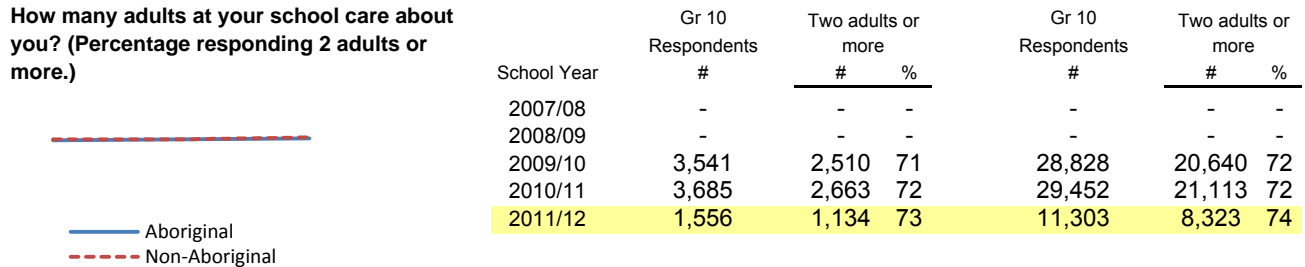 How many adults at your school care about
you? (Percentage responding 2 adults or
more.)
Aboriginal
Non-Aboriginal
Gr 10 Two adults or Gr 10 Two adults or
Respondents more Respondents more
School Year # # % # # %
2007/08 - - - - - -
2008/09 - - - - - -
2009/10 3,541 2,510 71 28,828 20,640 72
2010/11 3,685 2,663 72 29,452 21,113 72
2011/12 1,556 1,134 73 11,303 8,323 74